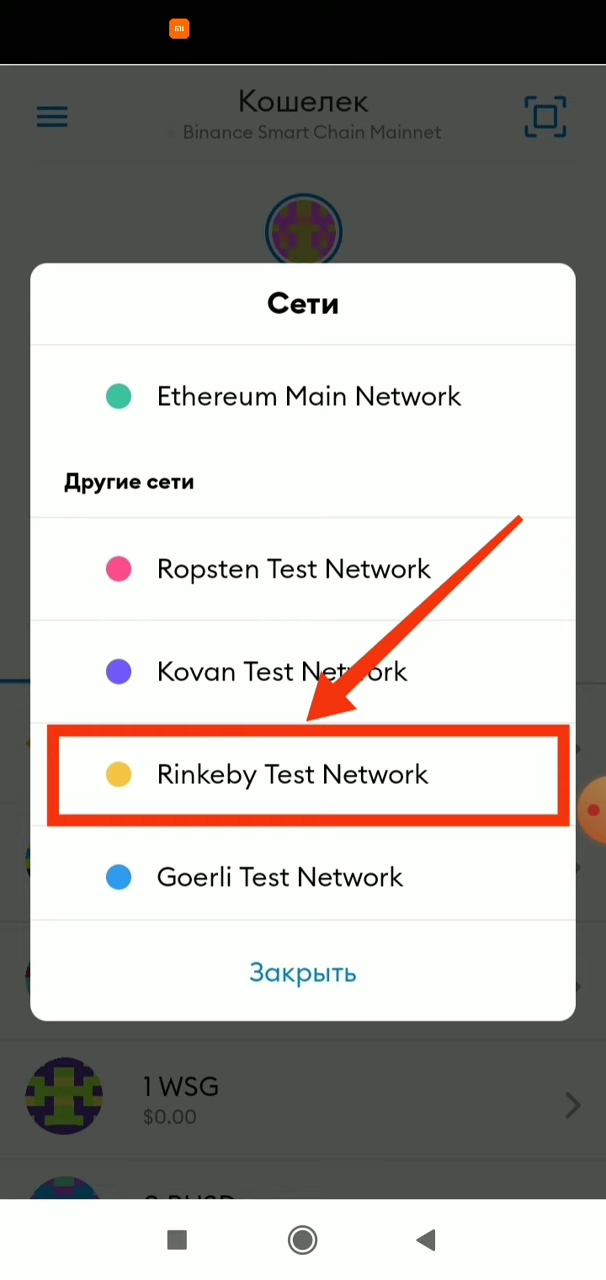 Кошелек
Binance Smart Chain Mainnet
Сети
Ethereum Main Network
Другие сети
Ropsten Test Network
Kovan Test Network
Rinkeby Test Network
Goerli Test Network
Закрыть
1 WSG
$0.00